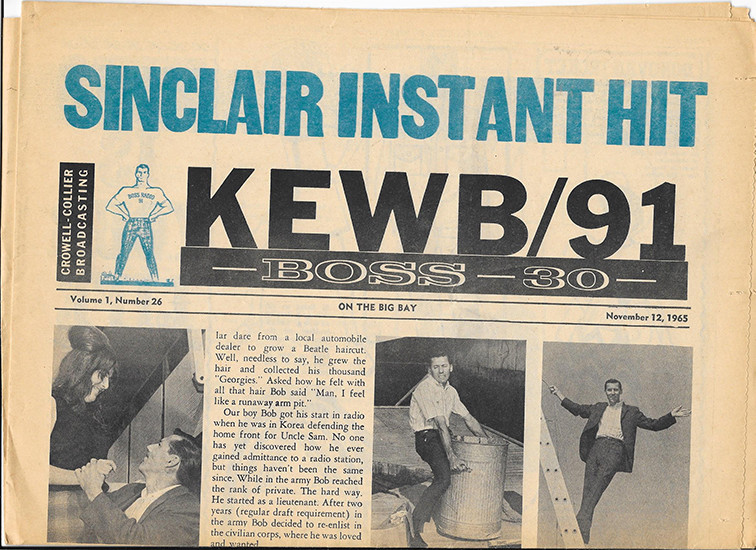 SINCLAIR INSTANT HIT
CROWELL-COLLIER
BROADCASTING
BOSS RADIO
KEWB/91
BOSS 30
Volume 1, Number 26
ON THE BIG BAY
November 12, 1965
lar dare from a local automobile
dealer to grow a Beatle haircut.
Well, needless to say, he grew the
hair and collected his thousand
"Georgies." Asked how he felt with
all that hair Bob said "Man, I feel
like a runaway arm pit."
Our boy Bob got his start in radio
when he was in Korea defending the
home front for Uncle Sam. No one
has yet discovered how he ever
gained admittance to a radio station,
but things haven't been the same
since. While in the army Bob reached
the rank of private. The hard way.
He started as a lieutenant. After two
years (regular draft requirement) in
the army Bob decided to re-enlist in
the civilian corps, where he was loved
and wanted